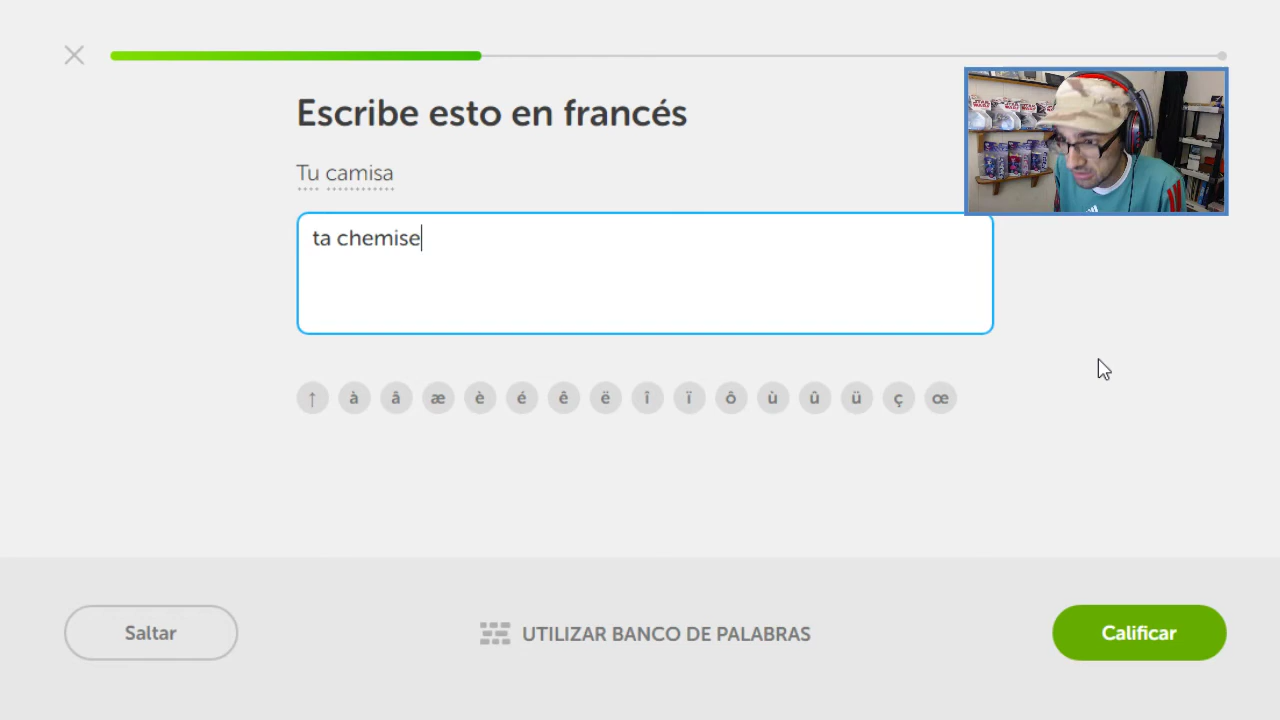 Escribe esto en francés
Tu camisa
ta chemise
↑ à â æ è é ê ë î ï ô ù û ü ç œ
Saltar
UTILIZAR BANCO DE PALABRAS
Calificar